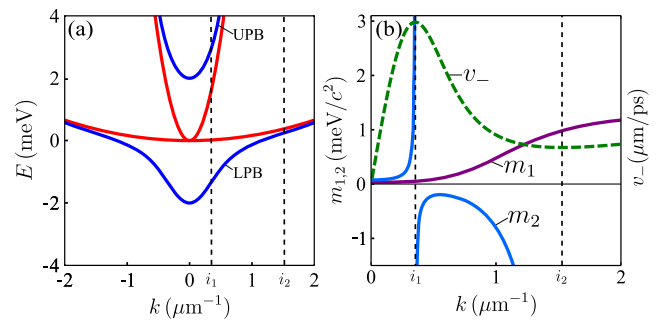 (a)
UPB
LPB
E (meV)
4
2
0
-2
-4
-2
-1
0
i₁
1
i₂
2
k (μm⁻¹)
(b)
v₋
m₁
m₂
m₁,₂ (meV/c²)
v₋(μm/ps)
3
2
1
0
-1
0
i₁
1
i₂
2
k (μm⁻¹)